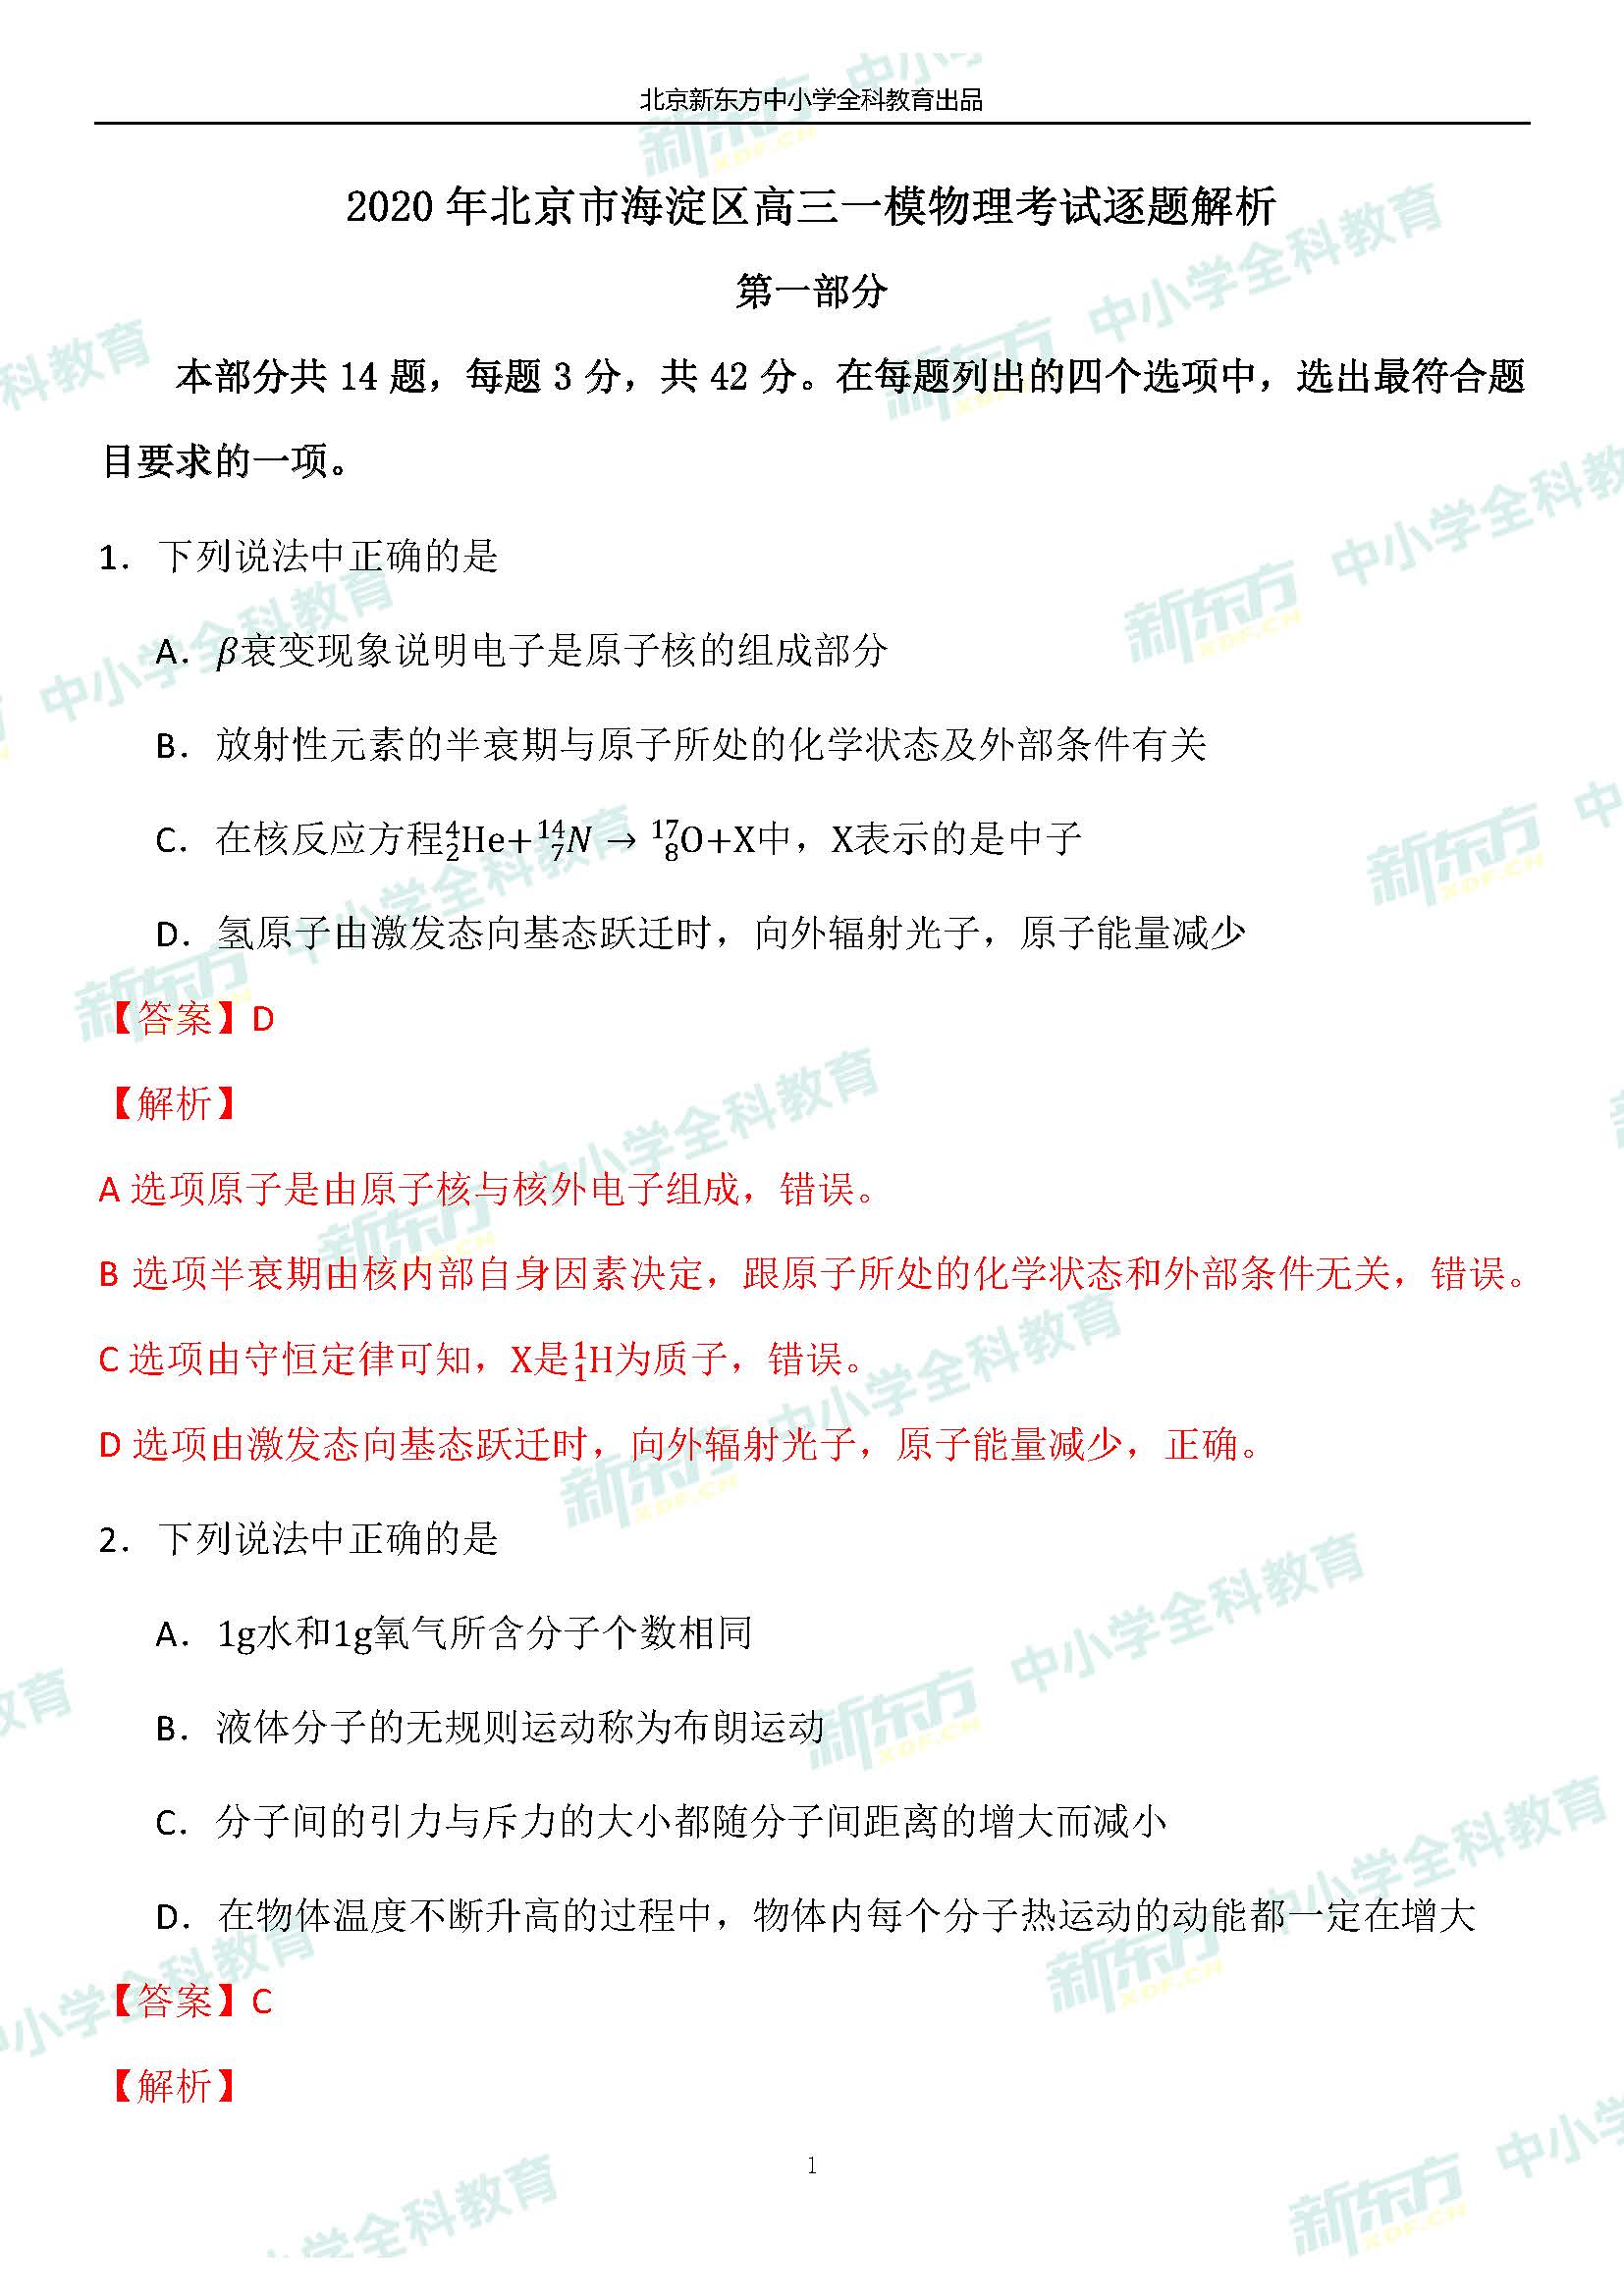 北京新东方中小学全科教育出品
2020 年北京市海淀区高三一模物理考试逐题解析
第一部分
本部分共 14 题，每题 3 分，共 42 分。在每题列出的四个选项中，选出最符合题
目要求的一项。
1．下列说法中正确的是
A．β衰变现象说明电子是原子核的组成部分
B．放射性元素的半衰期与原子所处的化学状态及外部条件有关
C．在核反应方程⁴₂He+ ¹⁴₇N → ¹⁷₈O+X中，X表示的是中子
D．氢原子由激发态向基态跃迁时，向外辐射光子，原子能量减少
【答案】D
【解析】
A 选项原子是由原子核与核外电子组成，错误。
B 选项半衰期由核内部自身因素决定，跟原子所处的化学状态和外部条件无关，错误。
C 选项由守恒定律可知，X是¹₁H为质子，错误。
D 选项由激发态向基态跃迁时，向外辐射光子，原子能量减少，正确。
2．下列说法中正确的是
A．1g水和1g氧气所含分子个数相同
B．液体分子的无规则运动称为布朗运动
C．分子间的引力与斥力的大小都随分子间距离的增大而减小
D．在物体温度不断升高的过程中，物体内每个分子热运动的动能都一定在增大
【答案】C
【解析】
1
新东方 XDF.CN 中小学全科教育